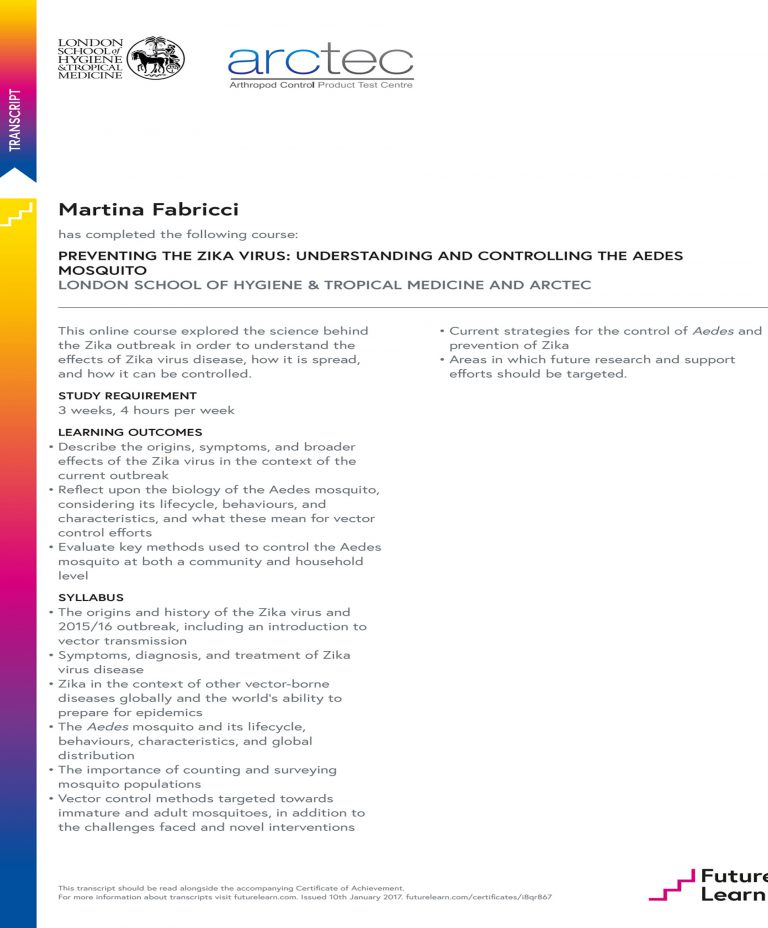 TRANSCRIPT
LONDON
SCHOOL of
HYGIENE
& TROPICAL
MEDICINE
arctec
Arthropod Control Product Test Centre
Martina Fabricci
has completed the following course:
PREVENTING THE ZIKA VIRUS: UNDERSTANDING AND CONTROLLING THE AEDES
MOSQUITO
LONDON SCHOOL OF HYGIENE & TROPICAL MEDICINE AND ARCTEC
This online course explored the science behind
the Zika outbreak in order to understand the
effects of Zika virus disease, how it is spread,
and how it can be controlled.
STUDY REQUIREMENT
3 weeks, 4 hours per week
LEARNING OUTCOMES
• Describe the origins, symptoms, and broader
effects of the Zika virus in the context of the
current outbreak
• Reflect upon the biology of the Aedes mosquito,
considering its lifecycle, behaviours, and
characteristics, and what these mean for vector
control efforts
• Evaluate key methods used to control the Aedes
mosquito at both a community and household
level
SYLLABUS
• The origins and history of the Zika virus and
2015/16 outbreak, including an introduction to
vector transmission
• Symptoms, diagnosis, and treatment of Zika
virus disease
• Zika in the context of other vector-borne
diseases globally and the world's ability to
prepare for epidemics
• The Aedes mosquito and its lifecycle,
behaviours, characteristics, and global
distribution
• The importance of counting and surveying
mosquito populations
• Vector control methods targeted towards
immature and adult mosquitoes, in addition to
the challenges faced and novel interventions
• Current strategies for the control of Aedes and
prevention of Zika
• Areas in which future research and support
efforts should be targeted.
This transcript should be read alongside the accompanying Certificate of Achievement.
For more information about transcripts visit futurelearn.com. Issued 10th January 2017. futurelearn.com/certificates/i8qr867
Future
Learn